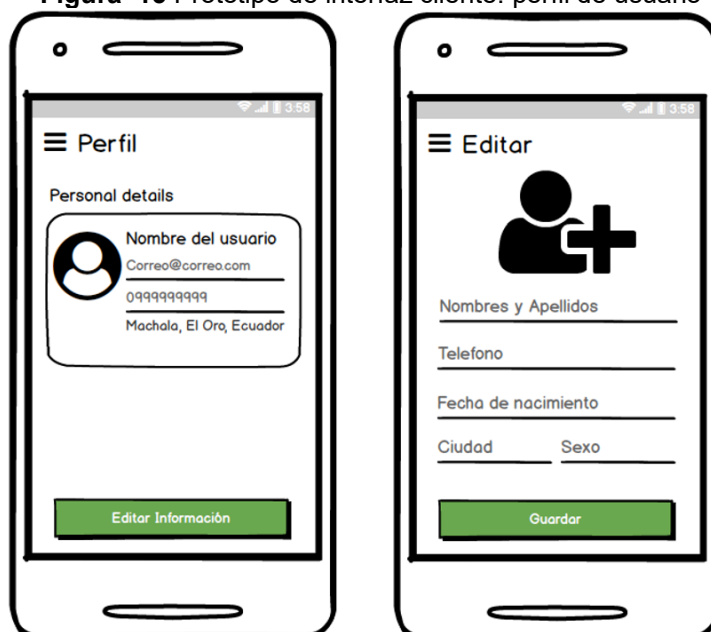 Figura 16 Prototipo de interfaz cliente: perfil de usuario
3:58
Perfil
Personal details
Nombre del usuario
Correo@correo.com
0999999999
Machala, El Oro, Ecuador
Editar Información
3:58
Editar
Nombres y Apellidos
Telefono
Fecha de nacimiento
Ciudad Sexo
Guardar